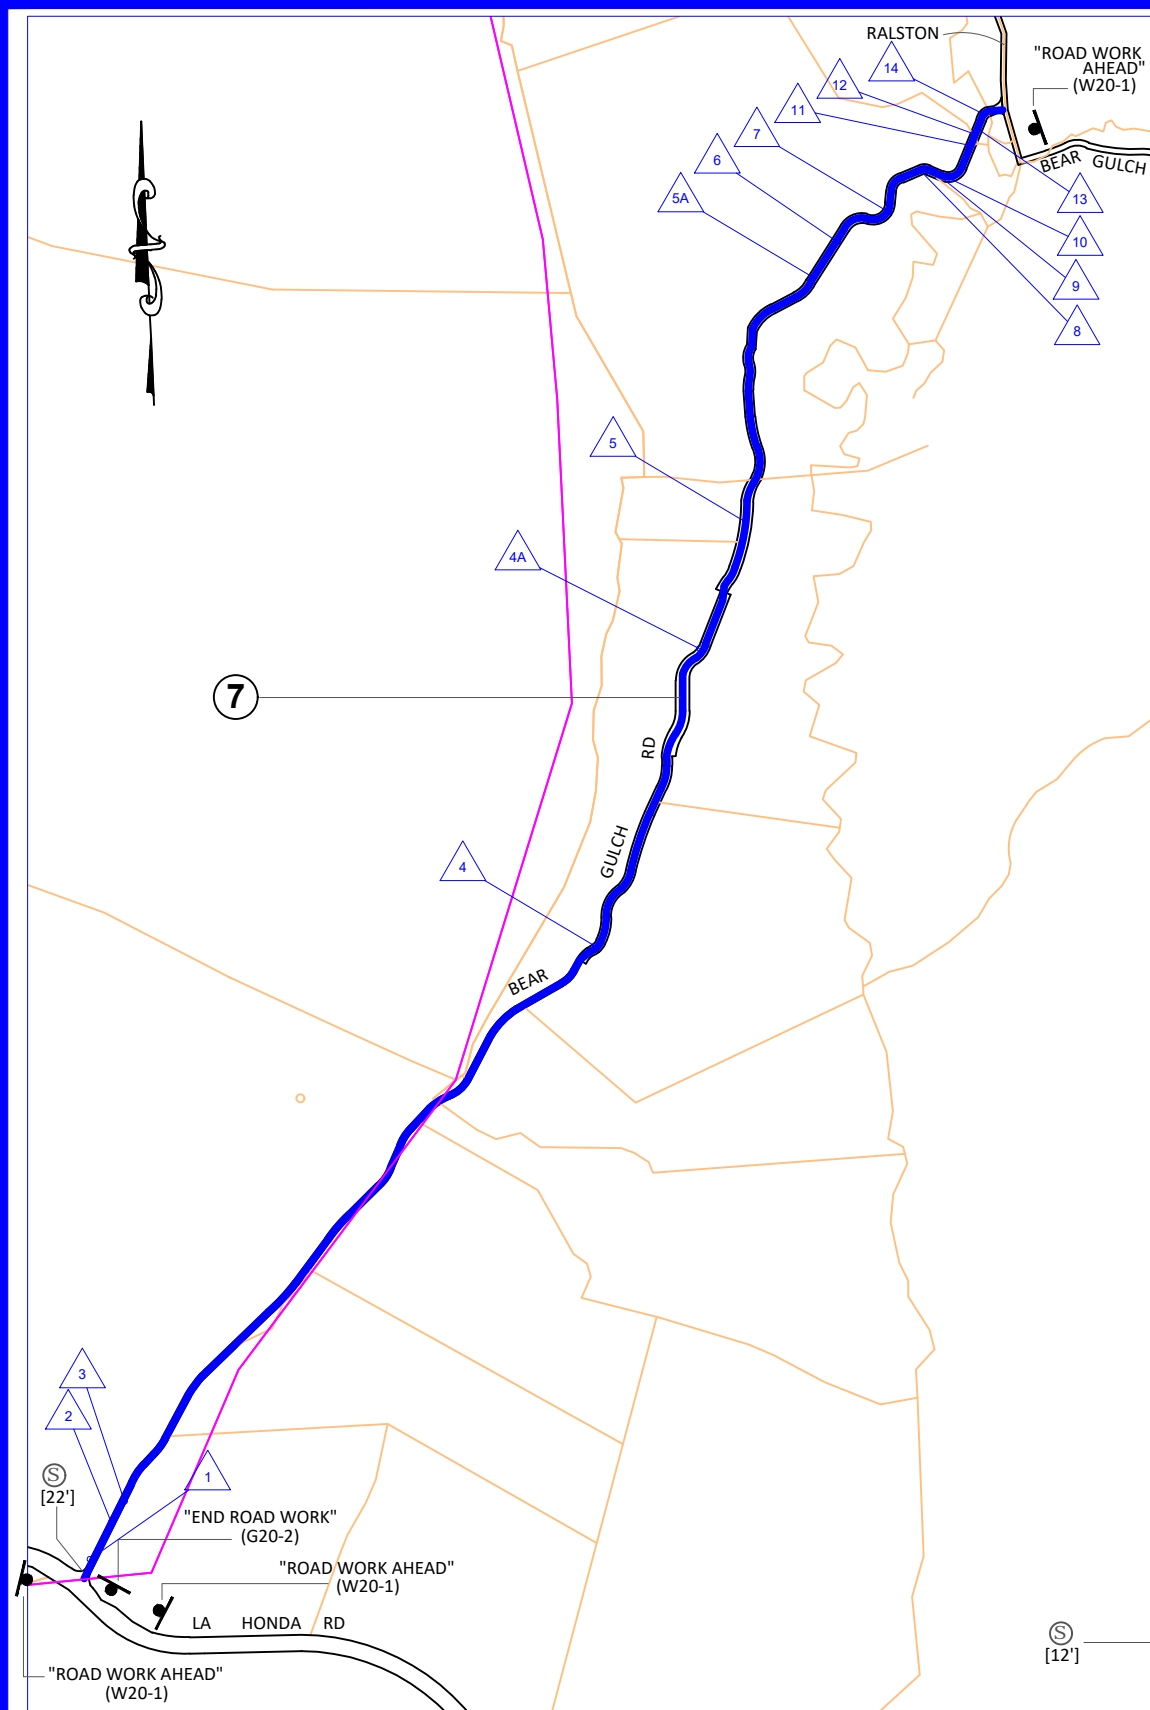 RALSTON
"ROAD WORK
AHEAD"
(W20-1)
14
12
11
7
6
5A
BEAR GULCH
13
10
9
8
5
4A
7
RD
GULCH
4
BEAR
3
2
1
S
[22']
"END ROAD WORK"
(G20-2)
"ROAD WORK AHEAD"
(W20-1)
LA HONDA RD
S
[12']
"ROAD WORK AHEAD"
(W20-1)